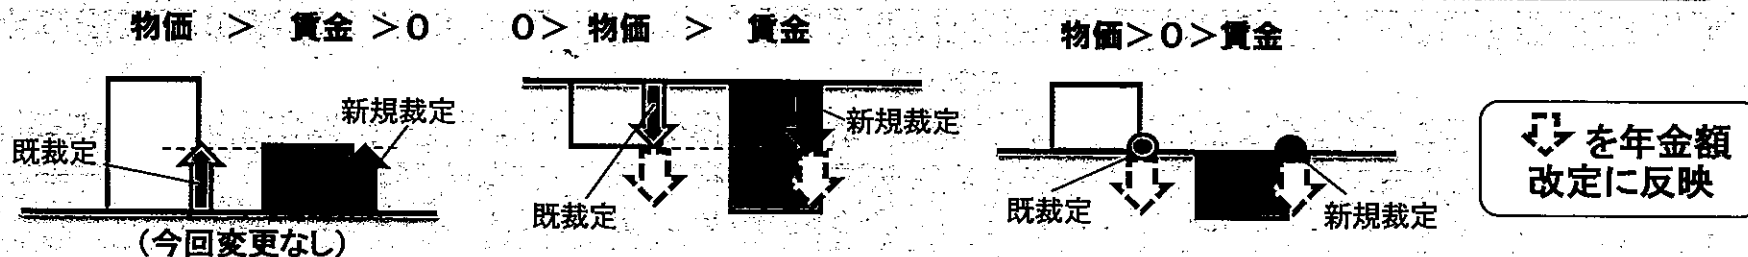 物価 > 賃金 >0
0> 物価 > 賃金
物価>0>賃金
新規裁定
既裁定
(今回変更なし)
新規裁定
既裁定
既裁定
新規裁定
を年金額
改定に反映